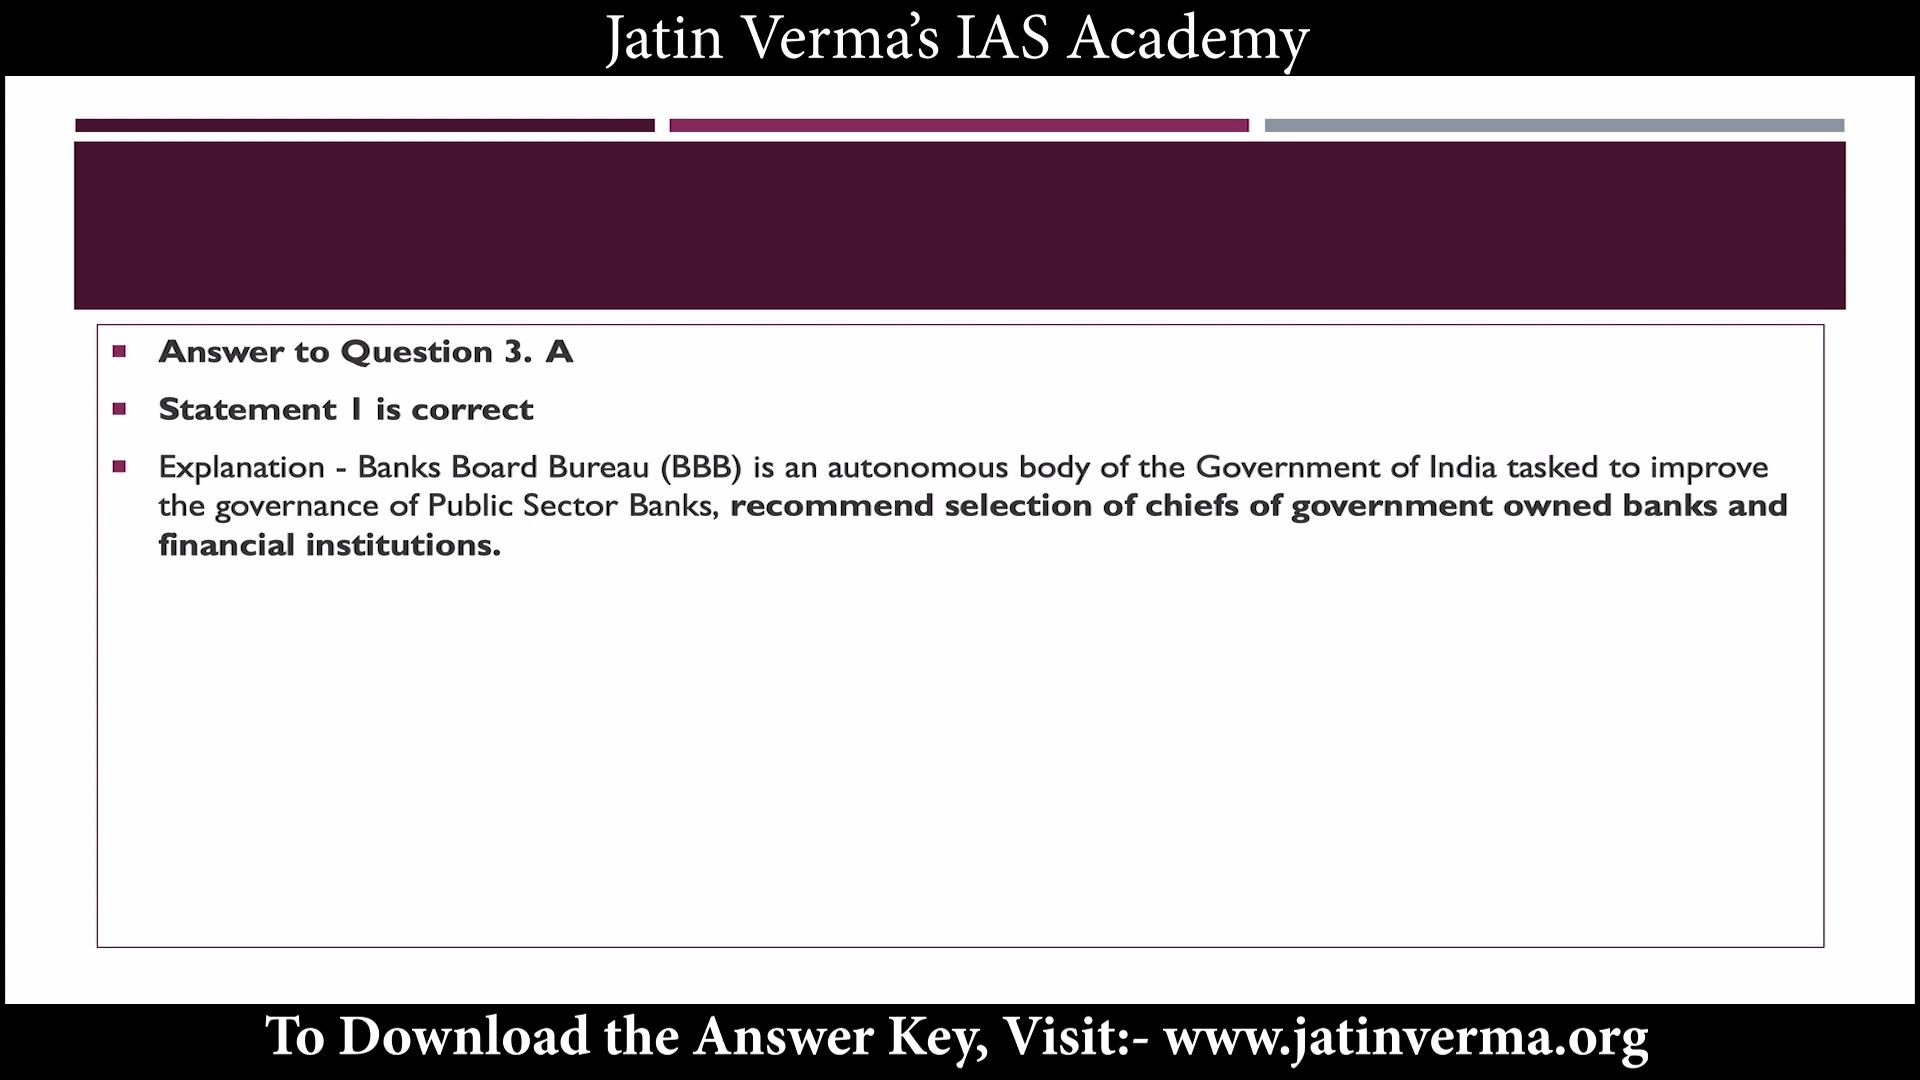 Jatin Verma’s IAS Academy
Answer to Question 3. A
Statement 1 is correct
Explanation - Banks Board Bureau (BBB) is an autonomous body of the Government of India tasked to improve
the governance of Public Sector Banks, recommend selection of chiefs of government owned banks and
financial institutions.
To Download the Answer Key, Visit:- www.jatinverma.org